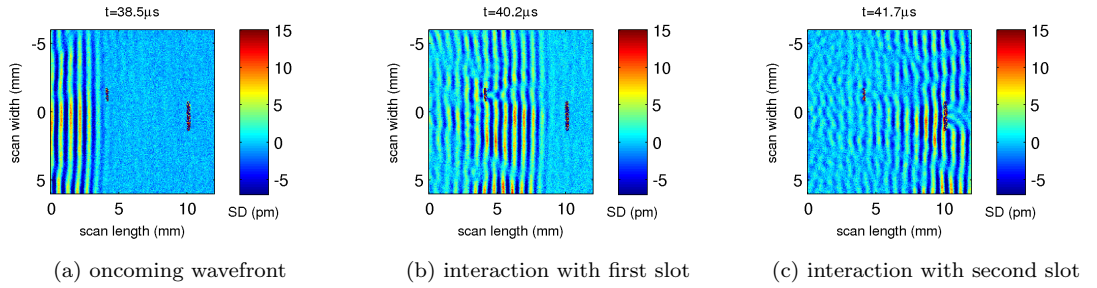 t=38.5µs
-5
0
5
scan width (mm)
0
5
10
scan length (mm)
15
10
5
0
-5
SD (pm)
(a) oncoming wavefront
t=40.2µs
-5
0
5
scan width (mm)
0
5
10
scan length (mm)
15
10
5
0
-5
SD (pm)
(b) interaction with first slot
t=41.7µs
-5
0
5
scan width (mm)
0
5
10
scan length (mm)
15
10
5
0
-5
SD (pm)
(c) interaction with second slot